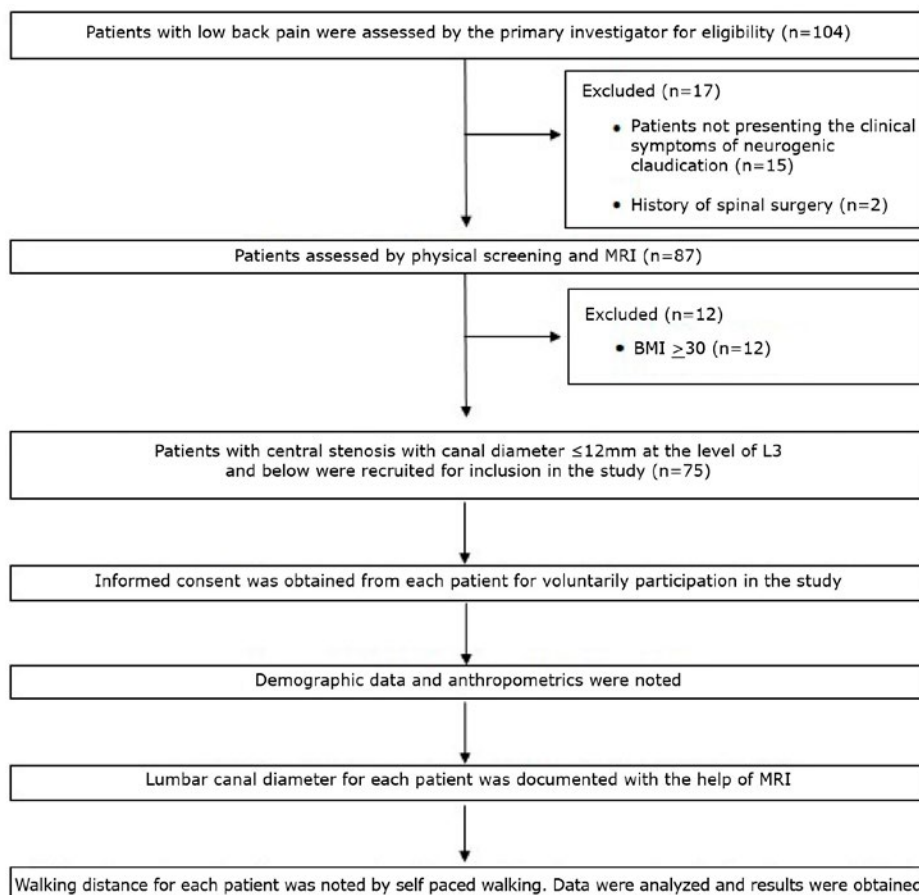 Patients with low back pain were assessed by the primary investigator for eligibility (n=104)
Excluded (n=17)
• Patients not presenting the clinical
symptoms of neurogenic
claudication (n=15)
• History of spinal surgery (n=2)
Patients assessed by physical screening and MRI (n=87)
Excluded (n=12)
• BMI ≥30 (n=12)
Patients with central stenosis with canal diameter ≤12mm at the level of L3
and below were recruited for inclusion in the study (n=75)
Informed consent was obtained from each patient for voluntarily participation in the study
Demographic data and anthropometrics were noted
Lumbar canal diameter for each patient was documented with the help of MRI
Walking distance for each patient was noted by self paced walking. Data were analyzed and results were obtained